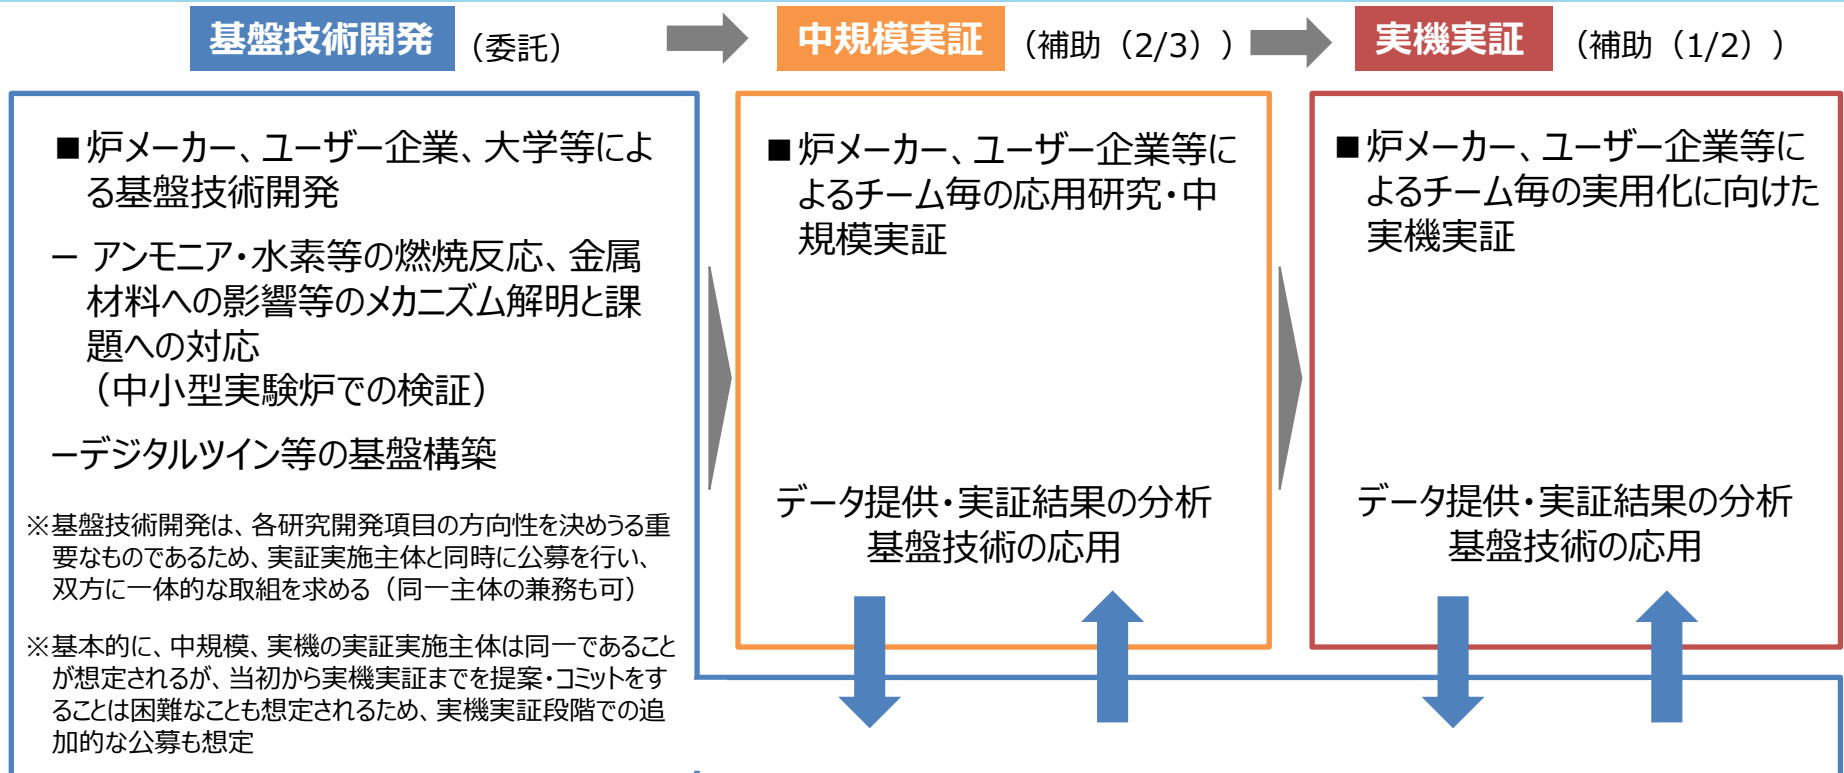 基盤技術開発 （委託）
中規模実証 （補助（2/3））
実機実証 （補助（1/2））
■炉メーカー、ユーザー企業、大学等によ
る基盤技術開発
－ アンモニア・水素等の燃焼反応、金属
材料への影響等のメカニズム解明と課
題への対応
（中小型実験炉での検証）
－デジタルツイン等の基盤構築
※基盤技術開発は、各研究開発項目の方向性を決めうる重
要なものであるため、実証実施主体と同時に公募を行い、
双方に一体的な取組を求める（同一主体の兼務も可）
※基本的に、中規模、実機の実証実施主体は同一であること
が想定されるが、当初から実機実証までを提案・コミットをす
ることは困難なことも想定されるため、実機実証段階での追
加的な公募も想定
■炉メーカー、ユーザー企業等に
よるチーム毎の応用研究・中
規模実証
データ提供・実証結果の分析
基盤技術の応用
■炉メーカー、ユーザー企業等に
よるチーム毎の実用化に向けた
実機実証
データ提供・実証結果の分析
基盤技術の応用